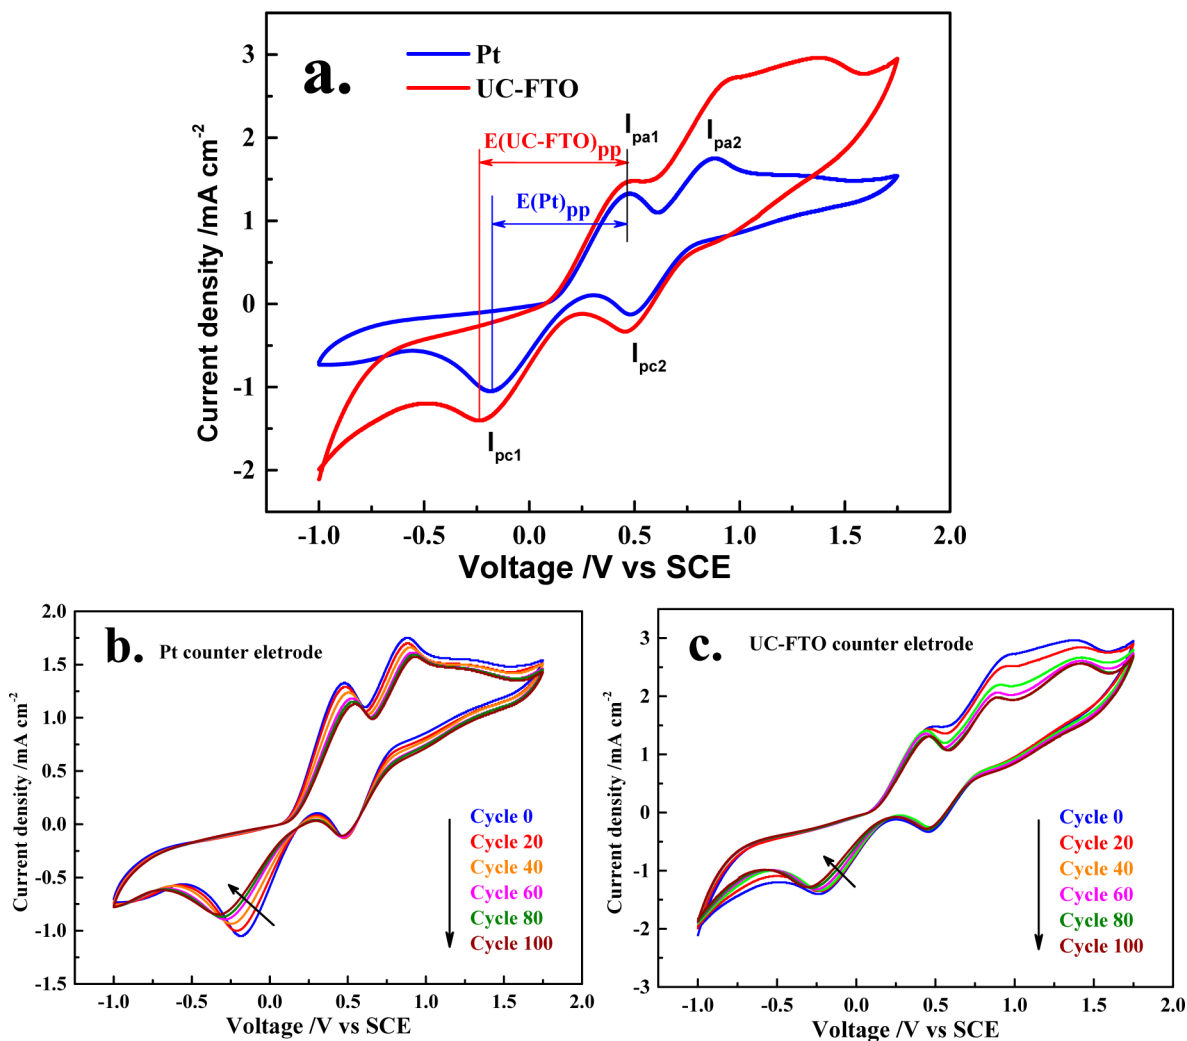 a.
Pt
UC-FTO
E(UC-FTO)pp
E(Pt)pp
Ipa1
Ipa2
Ipc1
Ipc2
3
2
1
0
-1
-2
Current density /mA cm-2
-1.0 -0.5 0.0 0.5 1.0 1.5 2.0
Voltage /V vs SCE
b.
Pt counter eletrode
2.0
1.5
1.0
0.5
0.0
-0.5
-1.0
-1.5
Current density /mA cm-2
Cycle 0
Cycle 20
Cycle 40
Cycle 60
Cycle 80
Cycle 100
-1.0 -0.5 0.0 0.5 1.0 1.5 2.0
Voltage /V vs SCE
c.
UC-FTO counter eletrode
3
2
1
0
-1
-2
-3
Current density /mA cm-2
Cycle 0
Cycle 20
Cycle 40
Cycle 60
Cycle 80
Cycle 100
-1.0 -0.5 0.0 0.5 1.0 1.5 2.0
Voltage /V vs SCE